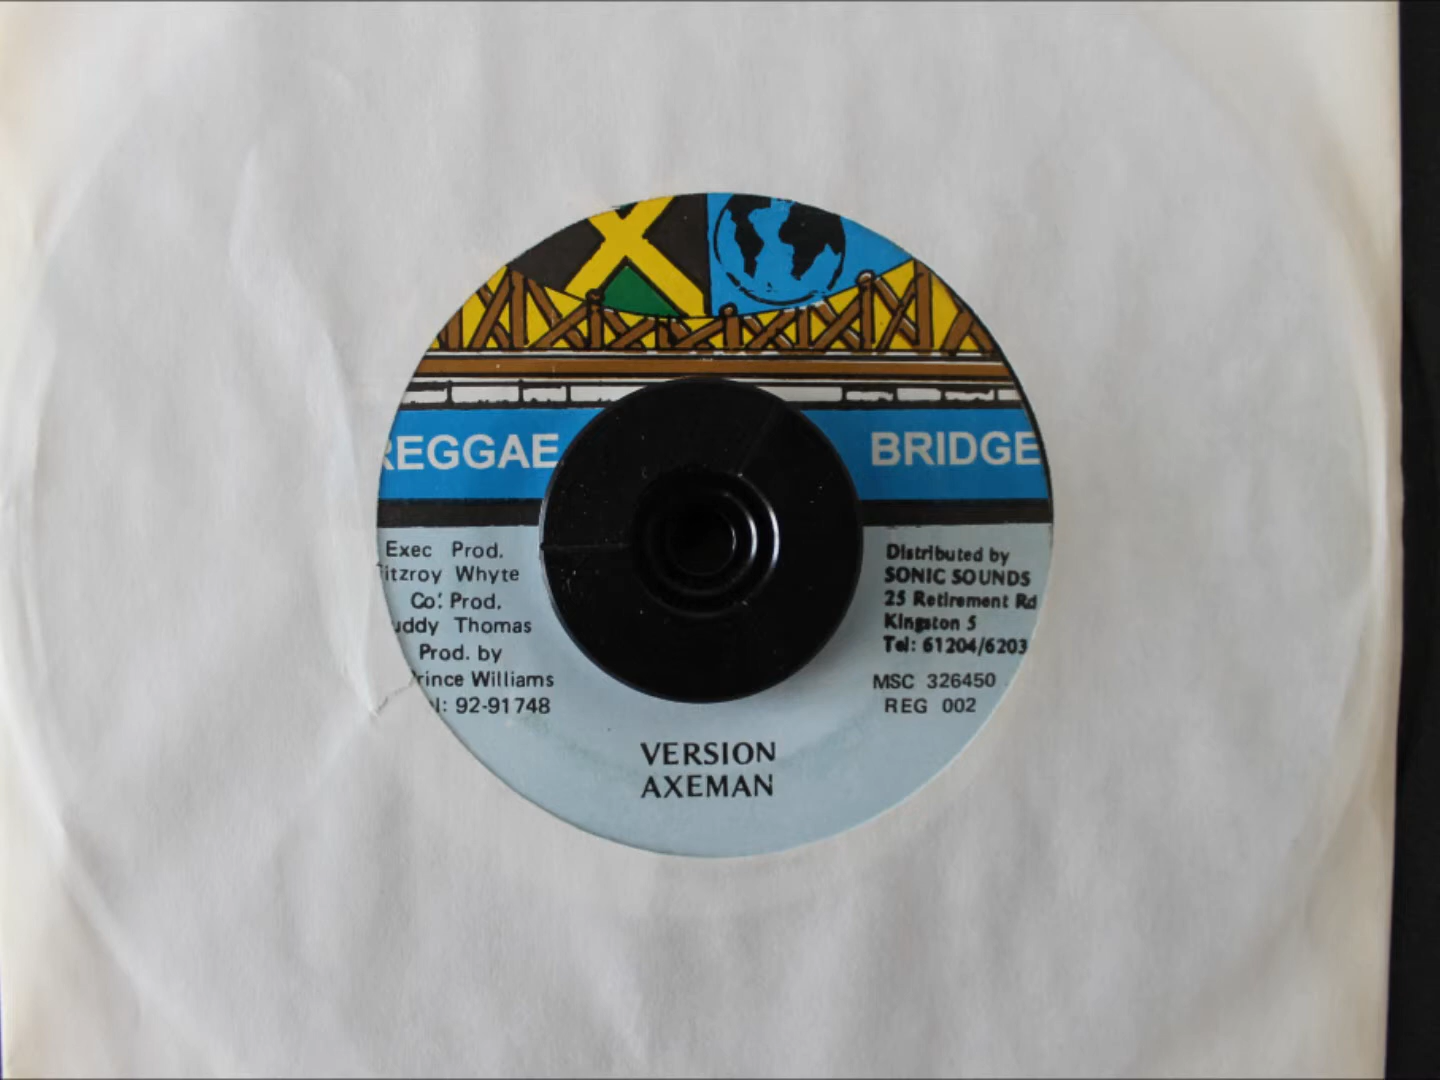 REGGAE BRIDGE
Exec Prod.
itzroy Whyte
Co. Prod.
uddy Thomas
Prod. by
rince Williams
l: 92-91748
Distributed by
SONIC SOUNDS
25 Retirement Rd
Kingston 5
Tel: 61204/6203
MSC 326450
REG 002
VERSION
AXEMAN